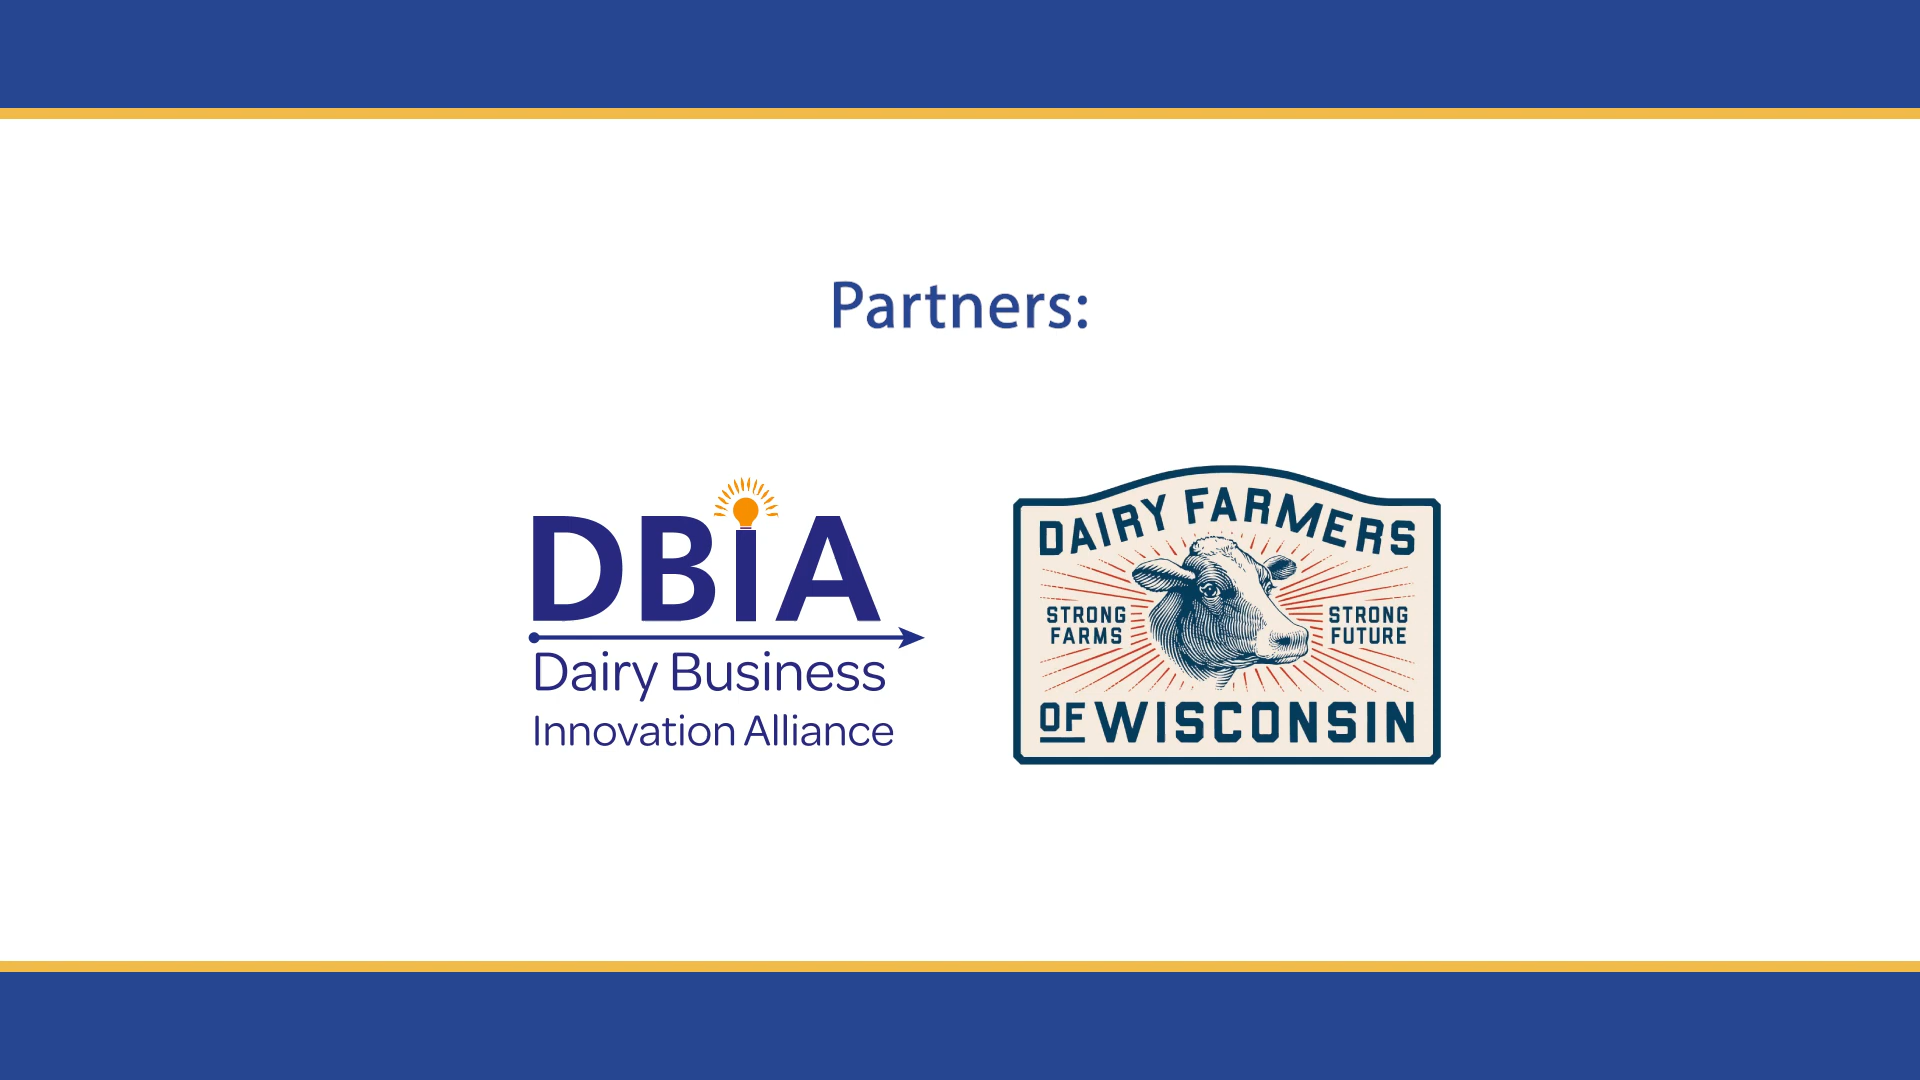 Partners:
DBiA
Dairy Business
Innovation Alliance
DAIRY FARMERS
STRONG
FARMS
STRONG
FUTURE
OF WISCONSIN